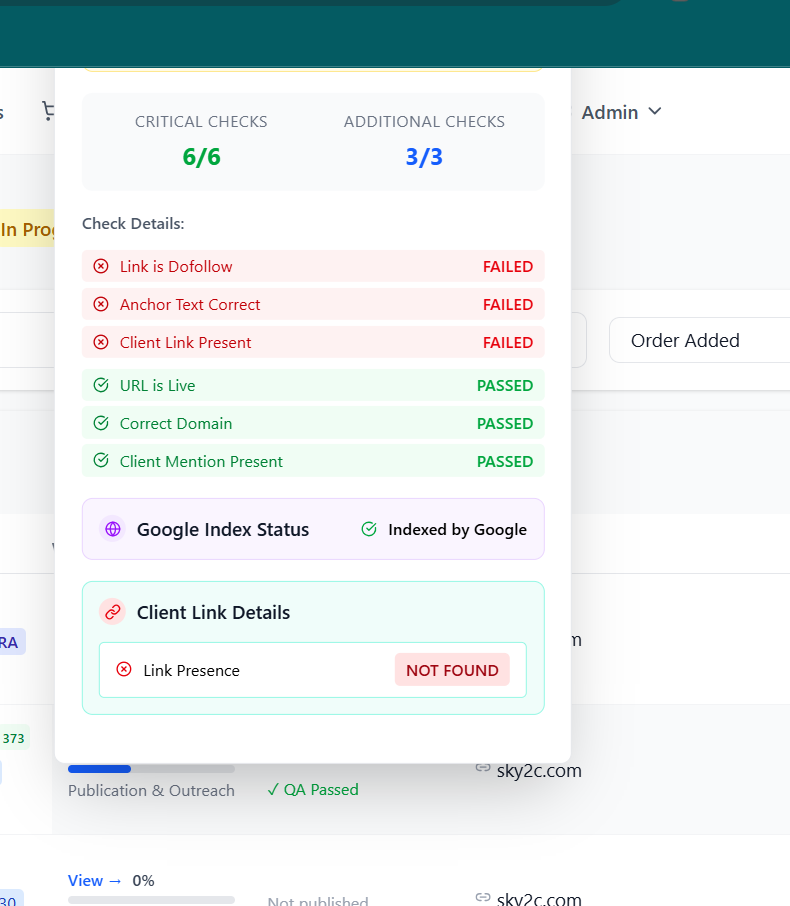 s
Admin
CRITICAL CHECKS ADDITIONAL CHECKS
6/6 3/3
In Prog
Check Details:
Link is Dofollow FAILED
Anchor Text Correct FAILED
Client Link Present FAILED
Order Added
URL is Live PASSED
Correct Domain PASSED
Client Mention Present PASSED
Google Index Status Indexed by Google
Client Link Details
RA
m
Link Presence NOT FOUND
373
sky2c.com
Publication & Outreach ✓ QA Passed
View → 0%
30
Not published
sky2c.com